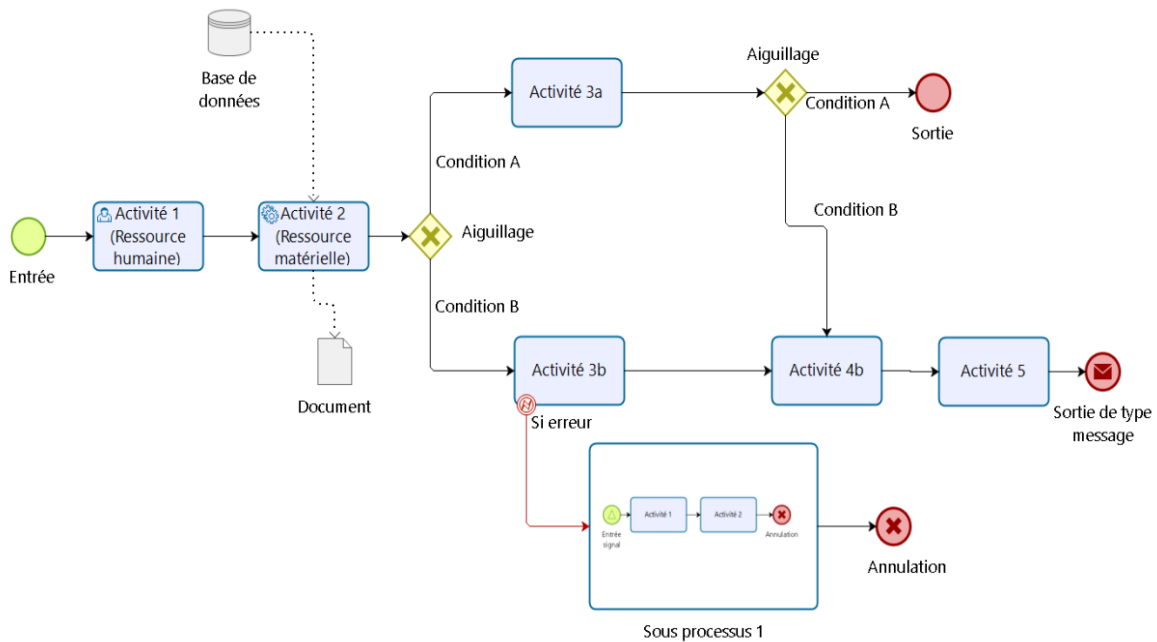 Base de
données
Activité 3a
Aiguillage
Condition A
Sortie
Condition A
Entrée
Activité 1
(Ressource
humaine)
Activité 2
(Ressource
matérielle)
Aiguillage
Condition B
Condition B
Document
Activité 3b
Si erreur
Activité 4b
Activité 5
Sortie de type
message
Entrée
signal
Activité 1
Activité 2
Annulation
Annulation
Sous processus 1